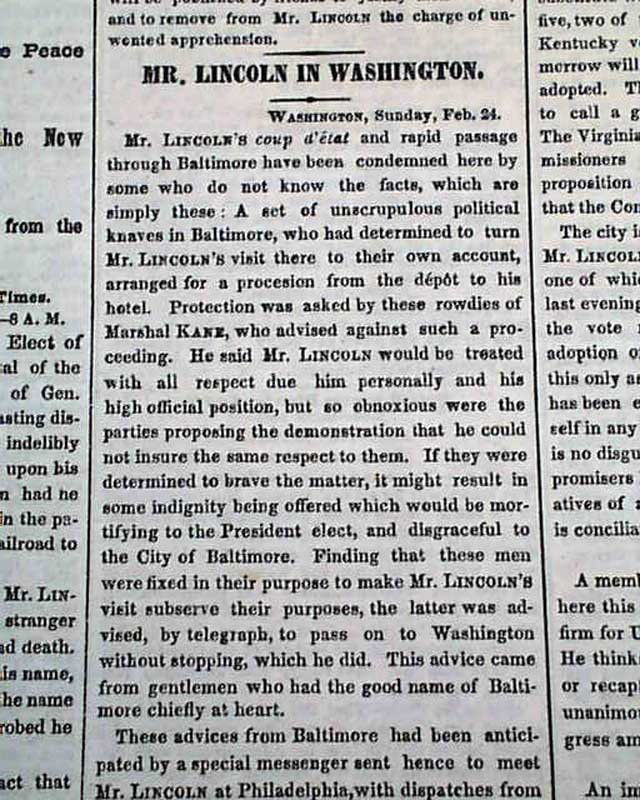 e Peace
he New
from the
Times.
—8 A. M.
Elect of
al of the
of Gen.
asting dis-
indelibly
upon his
n had he
in the pa-
ailroad to
Mr. LIN-
stranger
ad death.
is name,
he name
robed he
act that
and to remove from Mr. LINCOLN the charge of un-
wonted apprehension.
MR. LINCOLN IN WASHINGTON.
WASHINGTON, Sunday, Feb. 24.
Mr. LINCOLN'S coup d'état and rapid passage
through Baltimore have been condemned here by
some who do not know the facts, which are
simply these: A set of unscrupulous political
knaves in Baltimore, who had determined to turn
Mr. LINCOLN'S visit there to their own account,
arranged for a procesion from the dépôt to his
hotel. Protection was asked by these rowdies of
Marshal KANE, who advised against such a pro-
ceeding. He said Mr. LINCOLN would be treated
with all respect due him personally and his
high official position, but so obnoxious were the
parties proposing the demonstration that he could
not insure the same respect to them. If they were
determined to brave the matter, it might result in
some indignity being offered which would be mor-
tifying to the President elect, and disgraceful to
the City of Baltimore. Finding that these men
were fixed in their purpose to make Mr. LINCOLN'S
visit subserve their purposes, the latter was ad-
vised, by telegraph, to pass on to Washington
without stopping, which he did. This advice came
from gentlemen who had the good name of Balti-
more chiefly at heart.
These advices from Baltimore had been antici-
pated by a special messenger sent hence to meet
Mr. LINCOLN at Philadelphia, with dispatches from
five, two of
Kentucky v
morrow will
adopted. T
to call a g
The Virginia
missioners
proposition
that the Con
The city i
Mr. LINCOL
one of whic
last evening
the vote
adoption o
this only a
has been e
self in any
is no disgu
promisers
atives of a
is concilia
A memb
here this
firm for U
He think
or recap
unanimo
gress am
An in